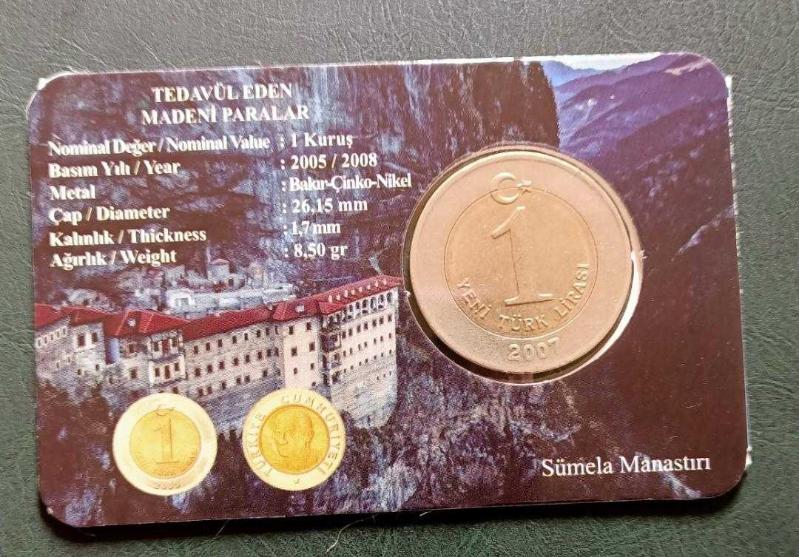 TEDAVÜL EDEN
MADENİ PARALAR
Nominal Değer / Nominal Value : 1 Kuruş
Basım Yılı / Year : 2005 / 2008
Metal : Bakır-Çinko-Nikel
Çap / Diameter : 26,15 mm
Kalınlık / Thickness : 1,7mm
Ağırlık / Weight : 8,50 gr
1
YENİ TÜRK LİRASI
2007
1
2005
TÜRKİYE CUMHURİYETİ
Sümela Manastırı